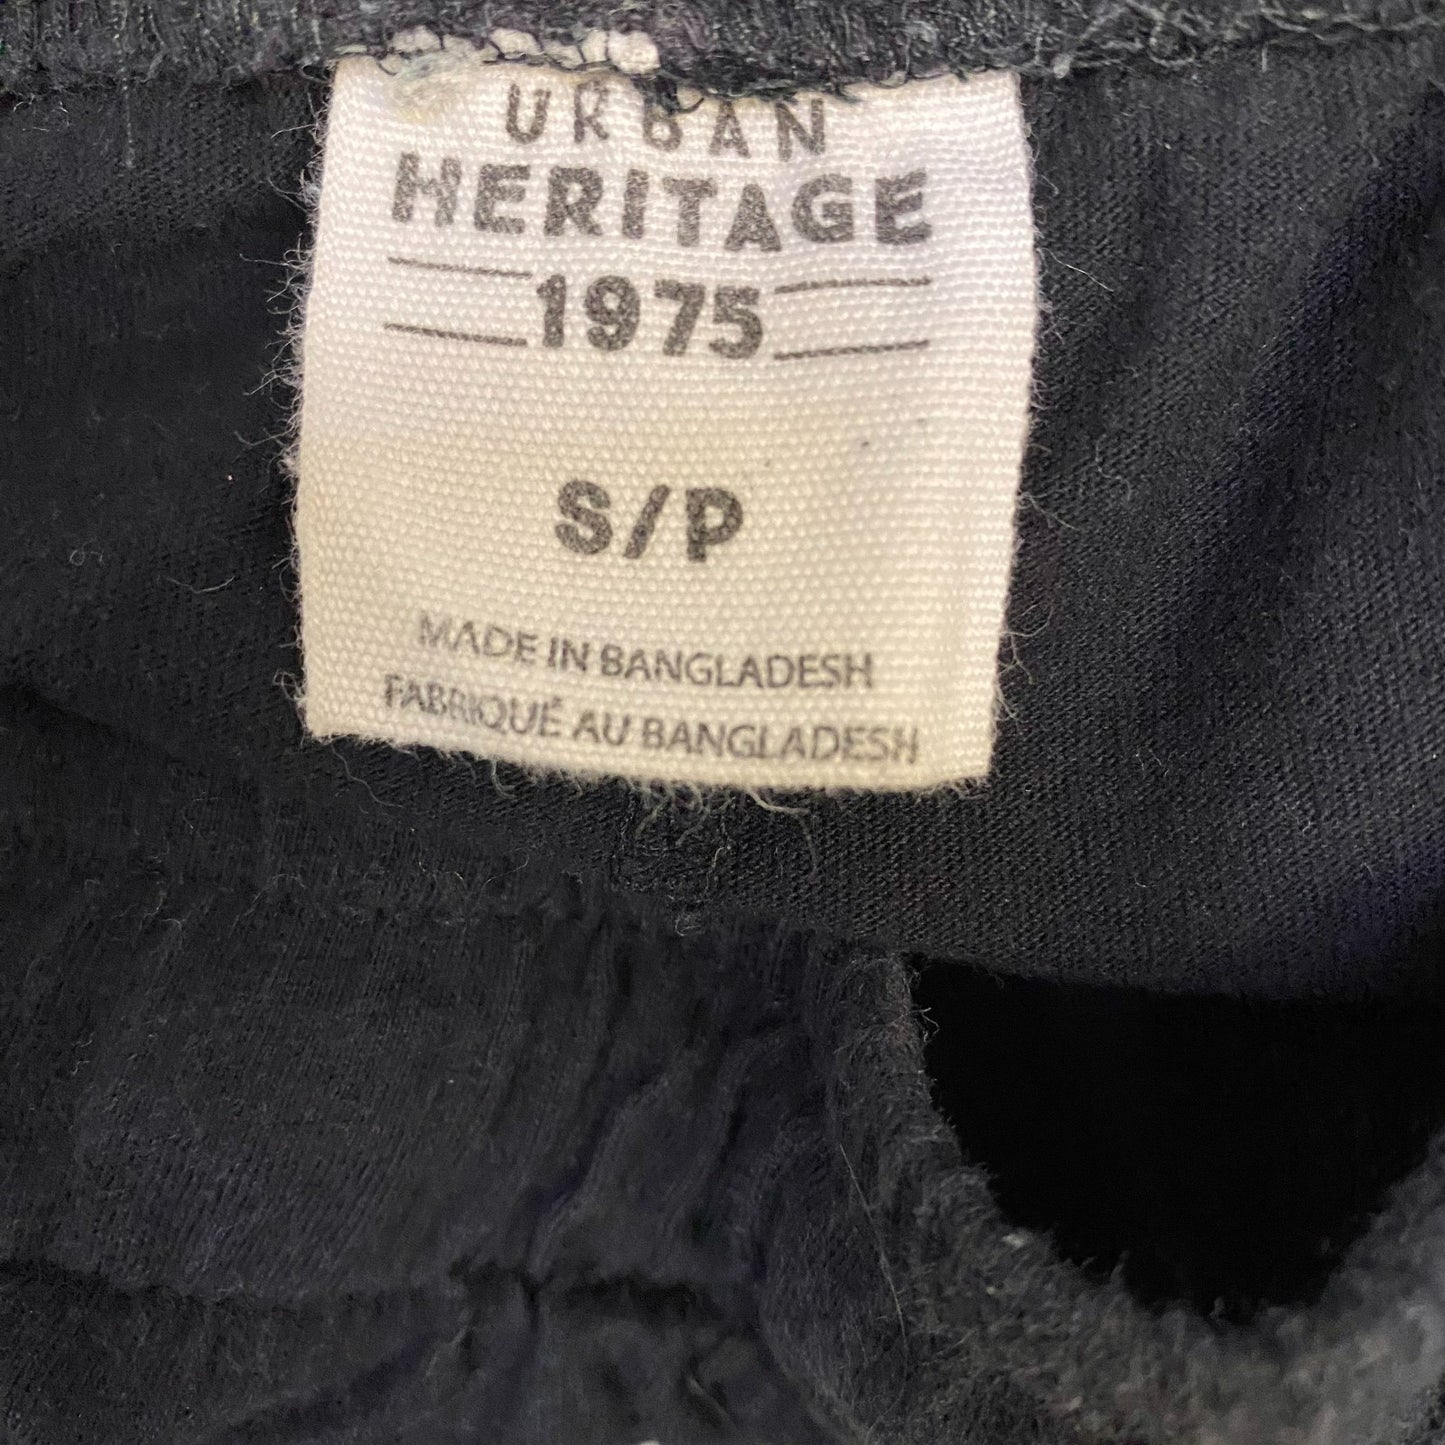 URBAN
HERITAGE
1975
S/P
MADE IN BANGLADESH
FABRIQUÉ AU BANGLADESH